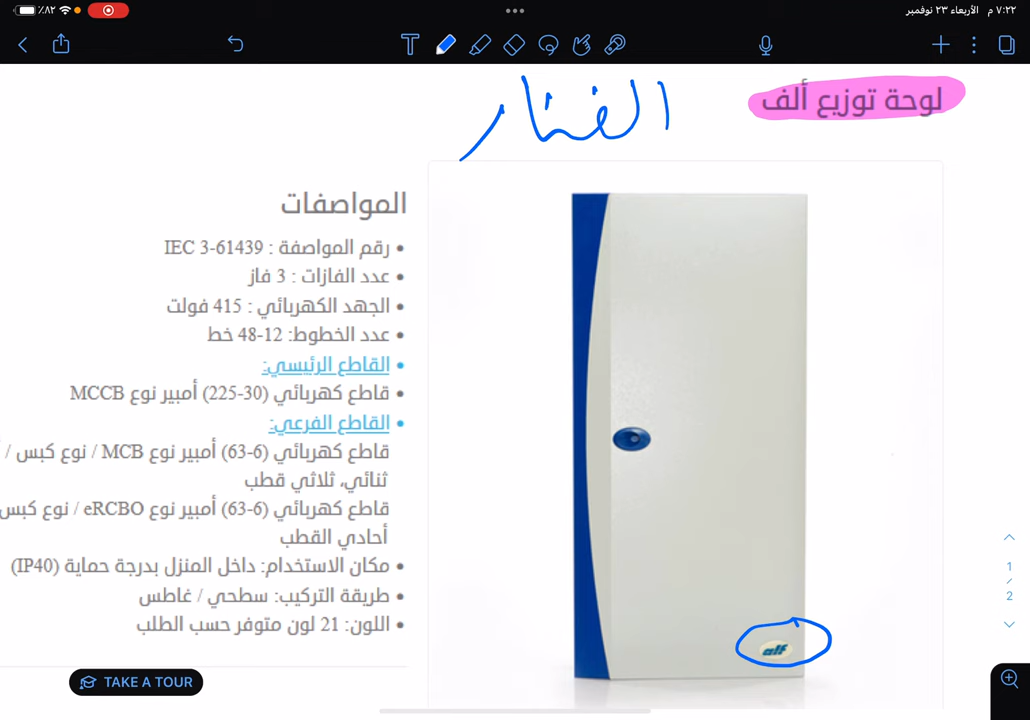 ٧:٢٢ م الأربعاء ٢٣ نوفمبر
٨٢٪
T
لوحة توزيع ألف
الفنار
المواصفات
• رقم المواصفة : IEC 3-61439
• عدد الفازات : 3 فاز
• الجهد الكهربائي : 415 فولت
• عدد الخطوط: 12-48 خط
• القاطع الرئيسي:
• قاطع كهربائي (30-225) أمبير نوع MCCB
• القاطع الفرعي:
قاطع كهربائي (6-63) أمبير نوع MCB / نوع كبس /
ثنائي، ثلاثي قطب
قاطع كهربائي (6-63) أمبير نوع eRCBO / نوع كبس
أحادي القطب
• مكان الاستخدام: داخل المنزل بدرجة حماية (IP40)
• طريقة التركيب: سطحي / غاطس
• اللون: 21 لون متوفر حسب الطلب
alf
1
/
2
TAKE A TOUR